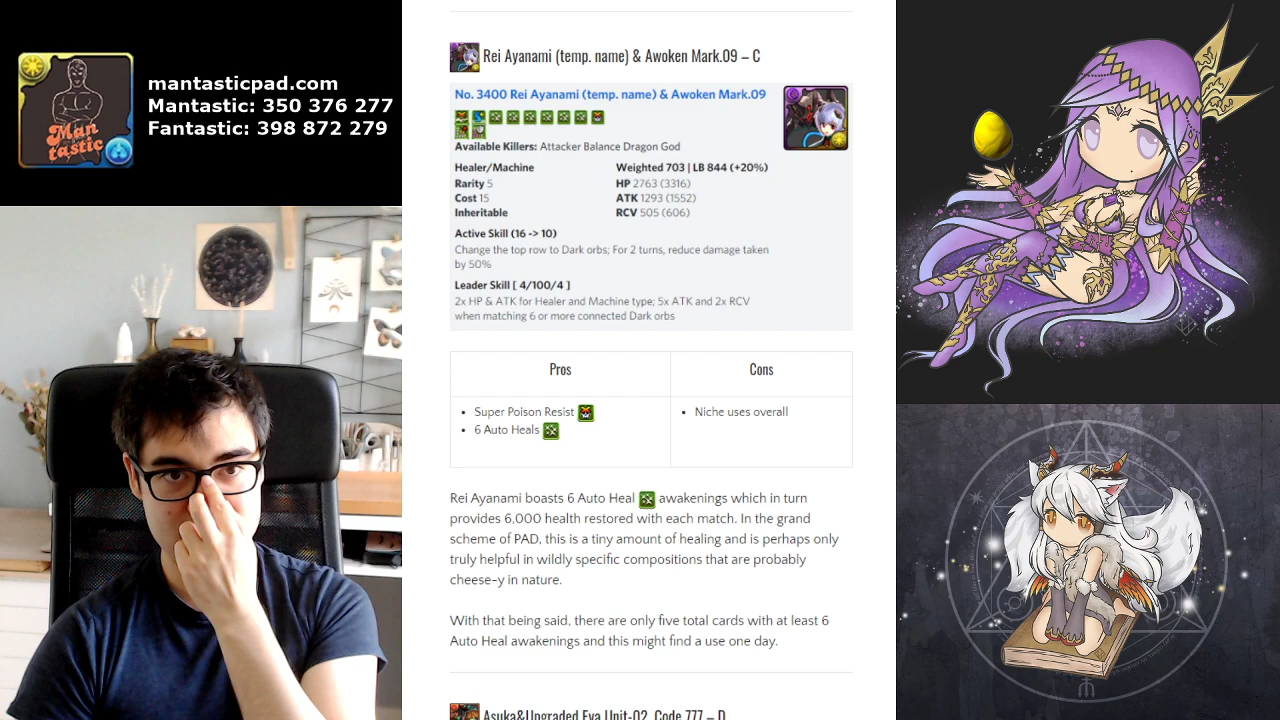 Man
tastic
mantasticpad.com
Mantastic: 350 376 277
Fantastic: 398 872 279
Rei Ayanami (temp. name) & Awoken Mark.09 – C
No. 3400 Rei Ayanami (temp. name) & Awoken Mark.09
Available Killers: Attacker Balance Dragon God
Healer/Machine
Rarity 5
Cost 15
Inheritable
Weighted 703 | LB 844 (+20%)
HP 2763 (3316)
ATK 1293 (1552)
RCV 505 (606)
Active Skill (16 -> 10)
Change the top row to Dark orbs; For 2 turns, reduce damage taken
by 50%
Leader Skill [ 4/100/4 ]
2x HP & ATK for Healer and Machine type; 5x ATK and 2x RCV
when matching 6 or more connected Dark orbs
Pros
Cons
• Super Poison Resist
• 6 Auto Heals
• Niche uses overall
Rei Ayanami boasts 6 Auto Heal awakenings which in turn
provides 6,000 health restored with each match. In the grand
scheme of PAD, this is a tiny amount of healing and is perhaps only
truly helpful in wildly specific compositions that are probably
cheese-y in nature.
With that being said, there are only five total cards with at least 6
Auto Heal awakenings and this might find a use one day.
Asuka&Upgraded Eva Unit-02, Code 777 – D